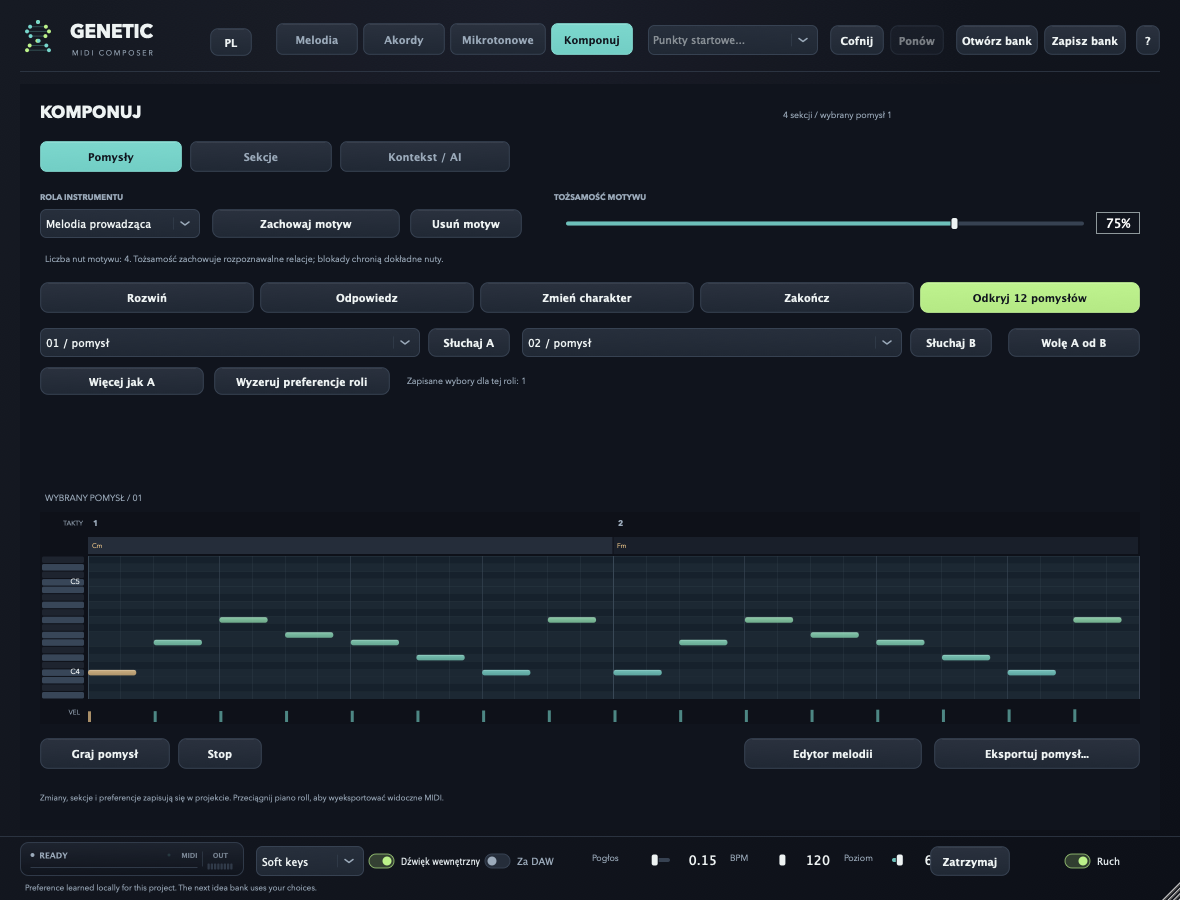 GENETIC
MIDI COMPOSER
PL
Melodia
Akordy
Mikrotonowe
Komponuj
Punkty startowe...
Cofnij
Ponów
Otwórz bank
Zapisz bank
?
KOMPONUJ
4 sekcji / wybrany pomysł 1
Pomysły
Sekcje
Kontekst / AI
ROLA INSTRUMENTU
TOŻSAMOŚĆ MOTYWU
Melodia prowadząca
Zachowaj motyw
Usuń motyw
75%
Liczba nut motywu: 4. Tożsamość zachowuje rozpoznawalne relacje; blokady chronią dokładne nuty.
Rozwiń
Odpowiedz
Zmień charakter
Zakończ
Odkryj 12 pomysłów
01 / pomysł
Słuchaj A
02 / pomysł
Słuchaj B
Wolę A od B
Więcej jak A
Wyzeruj preferencje roli
Zapisane wybory dla tej roli: 1
WYBRANY POMYSŁ / 01
TAKTY
1
2
Cm
Fm
C5
C4
VEL
Graj pomysł
Stop
Edytor melodii
Eksportuj pomysł...
Zmiany, sekcje i preferencje zapisują się w projekcie. Przeciągnij piano roll, aby wyeksportować widoczne MIDI.
READY
MIDI
OUT
Soft keys
Dźwięk wewnętrzny
Za DAW
Pogłos
0.15
BPM
120
Poziom
Zatrzymaj
Ruch
Preference learned locally for this project. The next idea bank uses your choices.